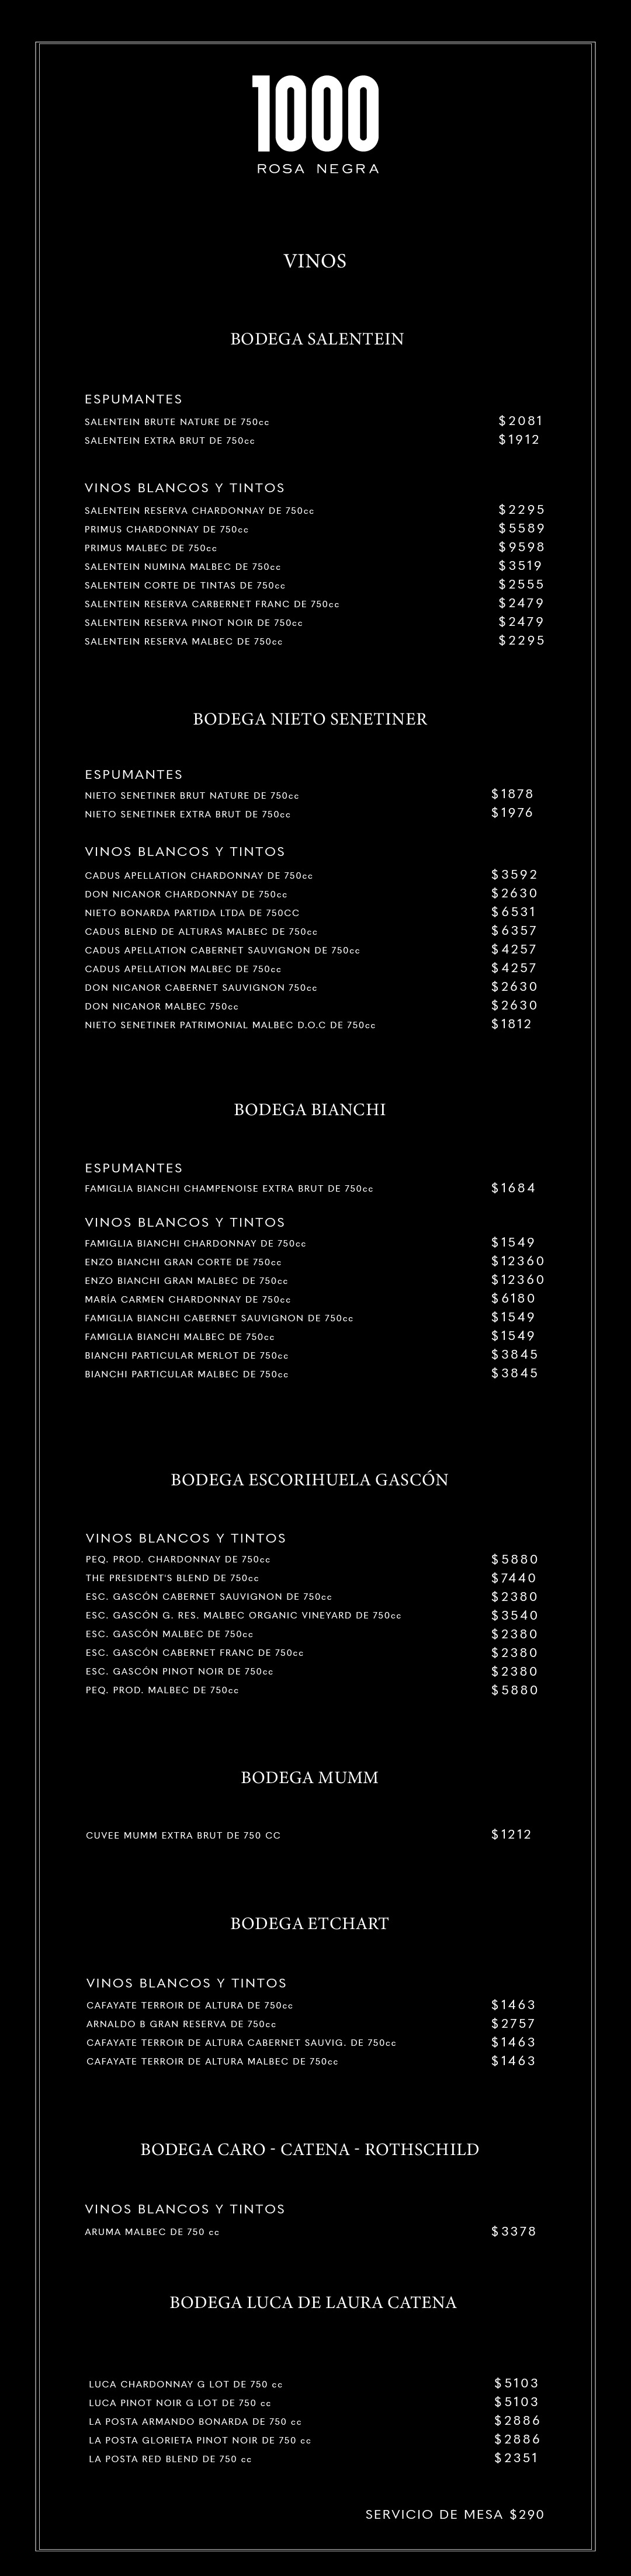 1000
ROSA NEGRA
VINOS
BODEGA SALENTEIN
ESPUMANTES
SALENTEIN BRUTE NATURE DE 750cc $2081
SALENTEIN EXTRA BRUT DE 750cc $1912
VINOS BLANCOS Y TINTOS
SALENTEIN RESERVA CHARDONNAY DE 750cc $2295
PRIMUS CHARDONNAY DE 750cc $5589
PRIMUS MALBEC DE 750cc $9598
SALENTEIN NUMINA MALBEC DE 750cc $3519
SALENTEIN CORTE DE TINTAS DE 750cc $2555
SALENTEIN RESERVA CARBERNET FRANC DE 750cc $2479
SALENTEIN RESERVA PINOT NOIR DE 750cc $2479
SALENTEIN RESERVA MALBEC DE 750cc $2295
BODEGA NIETO SENETINER
ESPUMANTES
NIETO SENETINER BRUT NATURE DE 750cc $1878
NIETO SENETINER EXTRA BRUT DE 750cc $1976
VINOS BLANCOS Y TINTOS
CADUS APELLATION CHARDONNAY DE 750cc $3592
DON NICANOR CHARDONNAY DE 750cc $2630
NIETO BONARDA PARTIDA LTDA DE 750CC $6531
CADUS BLEND DE ALTURAS MALBEC DE 750cc $6357
CADUS APELLATION CABERNET SAUVIGNON DE 750cc $4257
CADUS APELLATION MALBEC DE 750cc $4257
DON NICANOR CABERNET SAUVIGNON 750cc $2630
DON NICANOR MALBEC 750cc $2630
NIETO SENETINER PATRIMONIAL MALBEC D.O.C DE 750cc $1812
BODEGA BIANCHI
ESPUMANTES
FAMIGLIA BIANCHI CHAMPENOISE EXTRA BRUT DE 750cc $1684
VINOS BLANCOS Y TINTOS
FAMIGLIA BIANCHI CHARDONNAY DE 750cc $1549
ENZO BIANCHI GRAN CORTE DE 750cc $12360
ENZO BIANCHI GRAN MALBEC DE 750cc $12360
MARÍA CARMEN CHARDONNAY DE 750cc $6180
FAMIGLIA BIANCHI CABERNET SAUVIGNON DE 750cc $1549
FAMIGLIA BIANCHI MALBEC DE 750cc $1549
BIANCHI PARTICULAR MERLOT DE 750cc $3845
BIANCHI PARTICULAR MALBEC DE 750cc $3845
BODEGA ESCORIHUELA GASCÓN
VINOS BLANCOS Y TINTOS
PEQ. PROD. CHARDONNAY DE 750cc $5880
THE PRESIDENT'S BLEND DE 750cc $7440
ESC. GASCÓN CABERNET SAUVIGNON DE 750cc $2380
ESC. GASCÓN G. RES. MALBEC ORGANIC VINEYARD DE 750cc $3540
ESC. GASCÓN MALBEC DE 750cc $2380
ESC. GASCÓN CABERNET FRANC DE 750cc $2380
ESC. GASCÓN PINOT NOIR DE 750cc $2380
PEQ. PROD. MALBEC DE 750cc $5880
BODEGA MUMM
CUVEE MUMM EXTRA BRUT DE 750 CC $1212
BODEGA ETCHART
VINOS BLANCOS Y TINTOS
CAFAYATE TERROIR DE ALTURA DE 750cc $1463
ARNALDO B GRAN RESERVA DE 750cc $2757
CAFAYATE TERROIR DE ALTURA CABERNET SAUVIG. DE 750cc $1463
CAFAYATE TERROIR DE ALTURA MALBEC DE 750cc $1463
BODEGA CARO - CATENA - ROTHSCHILD
VINOS BLANCOS Y TINTOS
ARUMA MALBEC DE 750 cc $3378
BODEGA LUCA DE LAURA CATENA
LUCA CHARDONNAY G LOT DE 750 cc $5103
LUCA PINOT NOIR G LOT DE 750 cc $5103
LA POSTA ARMANDO BONARDA DE 750 cc $2886
LA POSTA GLORIETA PINOT NOIR DE 750 cc $2886
LA POSTA RED BLEND DE 750 cc $2351
SERVICIO DE MESA $290